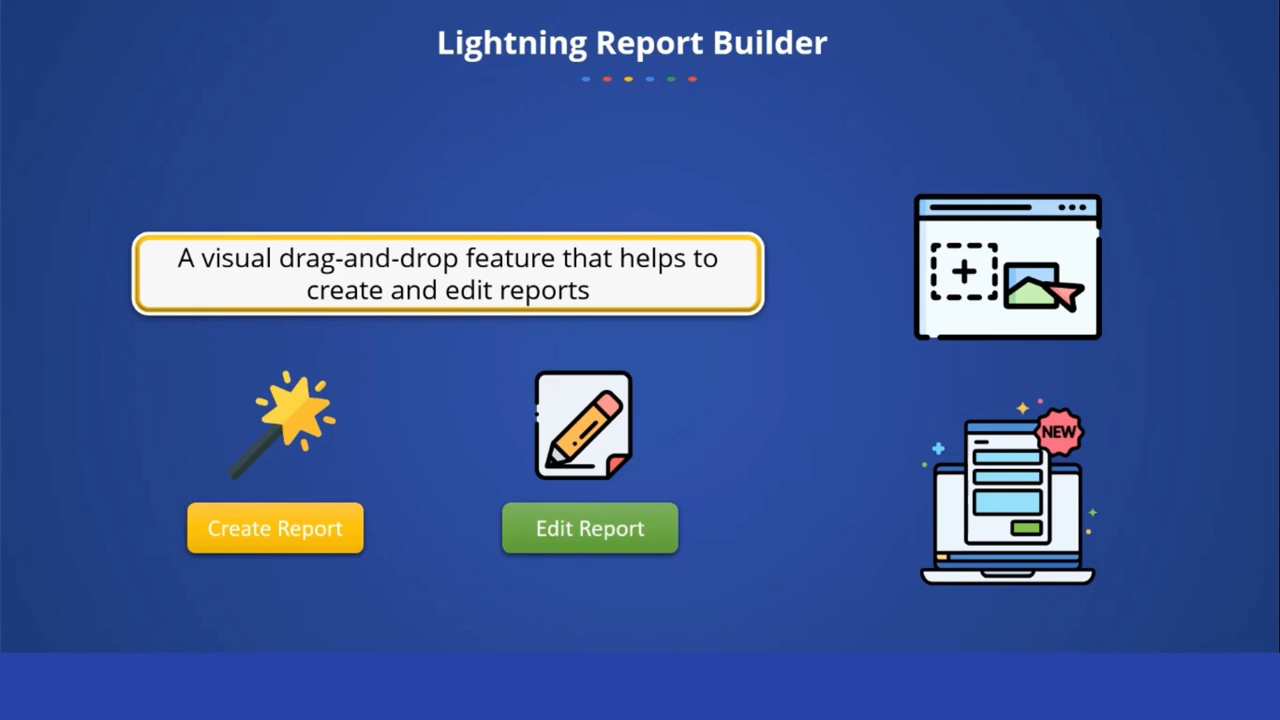 Lightning Report Builder
A visual drag-and-drop feature that helps to
create and edit reports
NEW
Create Report
Edit Report